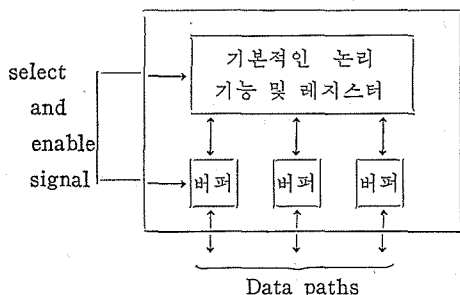 기본적인 논리
기능 및 레지스터
select
and
enable
signal
버퍼 버퍼 버퍼
Data paths